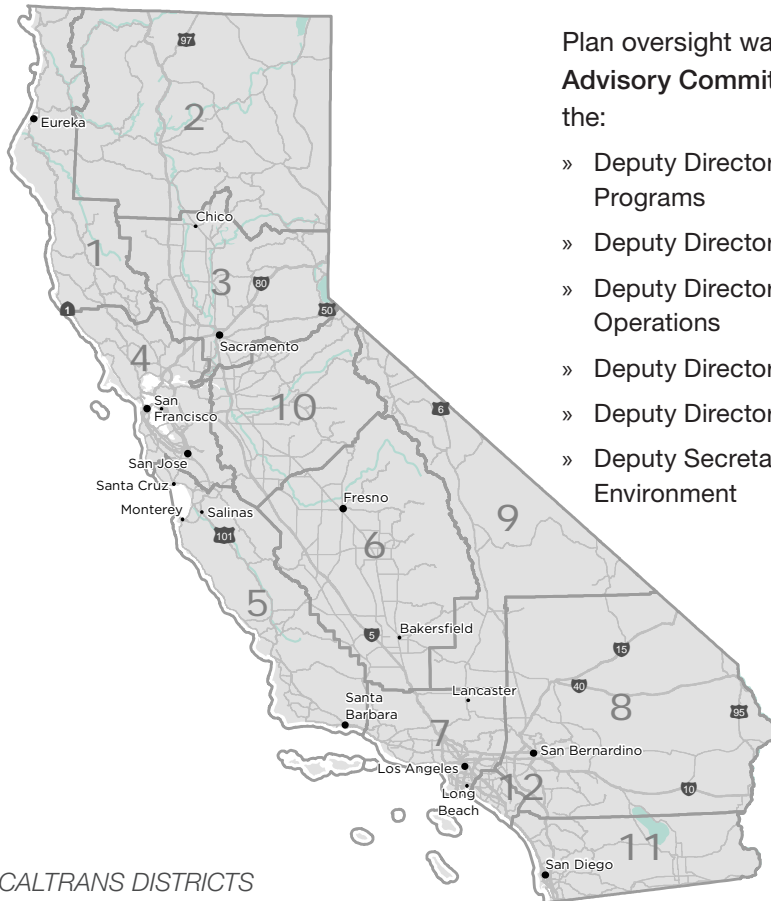 Plan oversight wa
Advisory Commit
the:
» Deputy Director
Programs
» Deputy Director
» Deputy Director
Operations
» Deputy Director
» Deputy Director
» Deputy Secreta
Environment
97
2
Eureka
Chico
1
3
80
1
50
Sacramento
4
10
6
San
Francisco
San Jose
Santa Cruz
Monterey
Salinas
Fresno
101
9
6
5
5
Bakersfield
15
Lancaster
40
Santa
Barbara
8
95
7
San Bernardino
Los Angeles
12
10
Long
Beach
11
San Diego
CALTRANS DISTRICTS